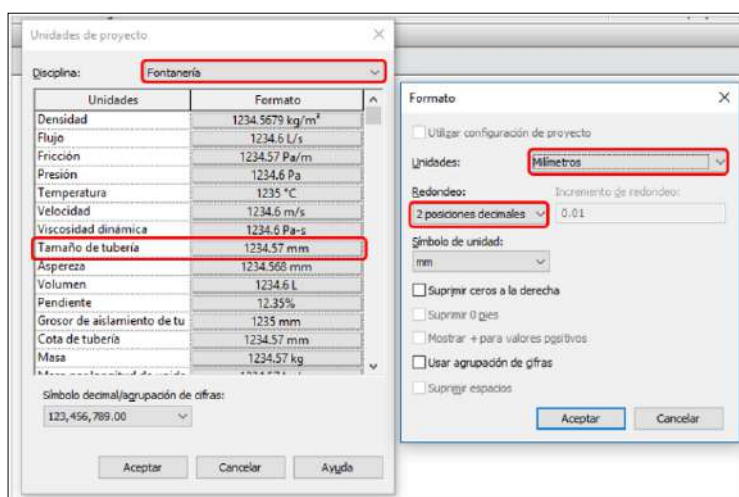 Unidades de proyecto
Disciplina: Fontanería
Unidades Formato
Densidad 1234.5679 kg/m³
Flujo 1234.6 L/s
Fricción 1234.57 Pa/m
Presión 1234.6 Pa
Temperatura 1235 °C
Velocidad 1234.6 m/s
Viscosidad dinámica 1234.6 Pa-s
Tamaño de tubería 1234.57 mm
Aspereza 1234.568 mm
Volumen 1234.6 L
Pendiente 12.35%
Grosor de aislamiento de tu 1235 mm
Cota de tubería 1234.57 mm
Masa 1234.57 kg
Símbolo decimal/agrupación de cifras:
123,456,789.00
Aceptar Cancelar Ayuda
Formato
Utilizar configuración de proyecto
Unidades: Milímetros
Redondeo: Incremento de redondeo:
2 posiciones decimales 0.01
Símbolo de unidad:
mm
Suprimir ceros a la derecha
Suprimir 0 pies
Mostrar + para valores positivos
Usar agrupación de cifras
Suprimir espacios
Aceptar Cancelar